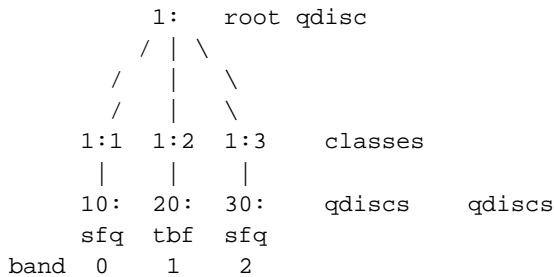 1: root qdisc
/ | \
/ | \
/ | \
1:1 1:2 1:3 classes
| | |
10: 20: 30: qdiscs qdiscs
sfq tbf sfq
band 0 1 2